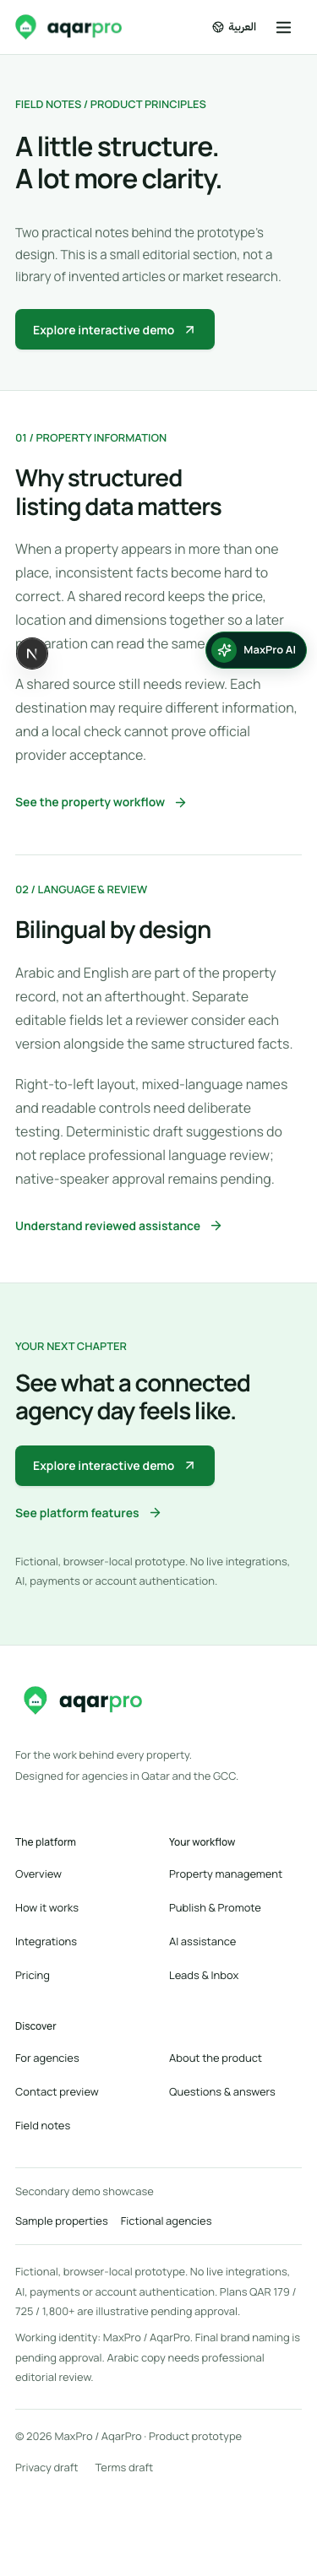 aqarpro
العربية
FIELD NOTES / PRODUCT PRINCIPLES
A little structure.
A lot more clarity.
Two practical notes behind the prototype's
design. This is a small editorial section, not a
library of invented articles or market research.
Explore interactive demo
01 / PROPERTY INFORMATION
Why structured
listing data matters
When a property appears in more than one
place, inconsistent facts become hard to
correct. A shared record keeps the price,
location and dimensions together so a later
can read the same
N
MaxPro AI
A shared source still needs review. Each
destination may require different information,
and a local check cannot prove official
provider acceptance.
See the property workflow
02 / LANGUAGE & REVIEW
Bilingual by design
Arabic and English are part of the property
record, not an afterthought. Separate
editable fields let a reviewer consider each
version alongside the same structured facts.
Right-to-left layout, mixed-language names
and readable controls need deliberate
testing. Deterministic draft suggestions do
not replace professional language review;
native-speaker approval remains pending.
Understand reviewed assistance
YOUR NEXT CHAPTER
See what a connected
agency day feels like.
Explore interactive demo
See platform features
Fictional, browser-local prototype. No live integrations,
AI, payments or account authentication.
aqarpro
For the work behind every property.
Designed for agencies in Qatar and the GCC.
The platform
Overview
How it works
Integrations
Pricing
Your workflow
Property management
Publish & Promote
AI assistance
Leads & Inbox
Discover
For agencies
About the product
Contact preview
Questions & answers
Field notes
Secondary demo showcase
Sample properties Fictional agencies
Fictional, browser-local prototype. No live integrations,
AI, payments or account authentication. Plans QAR 179 /
725 / 1,800+ are illustrative pending approval.
Working identity: MaxPro / AqarPro. Final brand naming is
pending approval. Arabic copy needs professional
editorial review.
© 2026 MaxPro / AqarPro · Product prototype
Privacy draft Terms draft